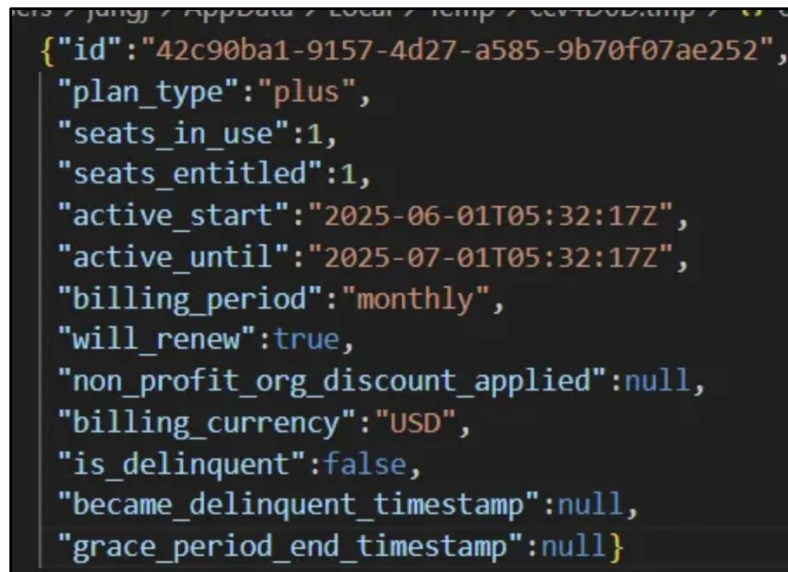 {"id":"42c90ba1-9157-4d27-a585-9b70f07ae252",
"plan_type":"plus",
"seats_in_use":1,
"seats_entitled":1,
"active_start":"2025-06-01T05:32:17Z",
"active_until":"2025-07-01T05:32:17Z",
"billing_period":"monthly",
"will_renew":true,
"non_profit_org_discount_applied":null,
"billing_currency":"USD",
"is_delinquent":false,
"became_delinquent_timestamp":null,
"grace_period_end_timestamp":null}